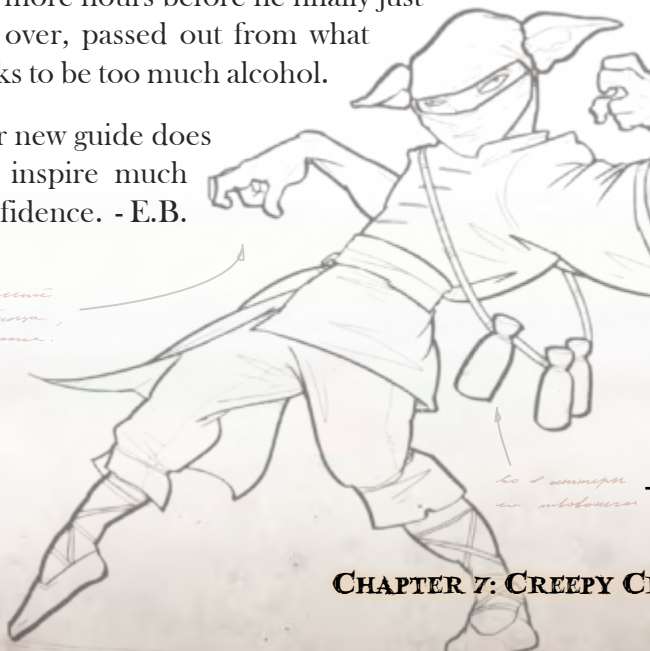 more hours before he finally just
over, passed out from what
ks to be too much alcohol.
r new guide does
inspire much
fidence. - E.B.
Chapter 7: Creepy C